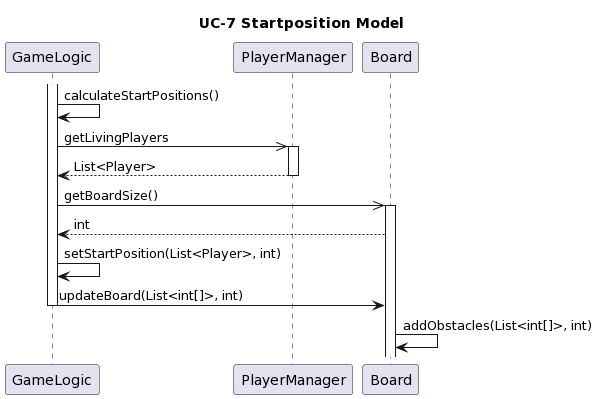 UC-7 Startposition Model
GameLogic
PlayerManager
Board
calculateStartPositions()
getLivingPlayers
List<Player>
getBoardSize()
int
setStartPosition(List<Player>, int)
updateBoard(List<int[]>, int)
addObstacles(List<int[]>, int)
GameLogic
PlayerManager
Board